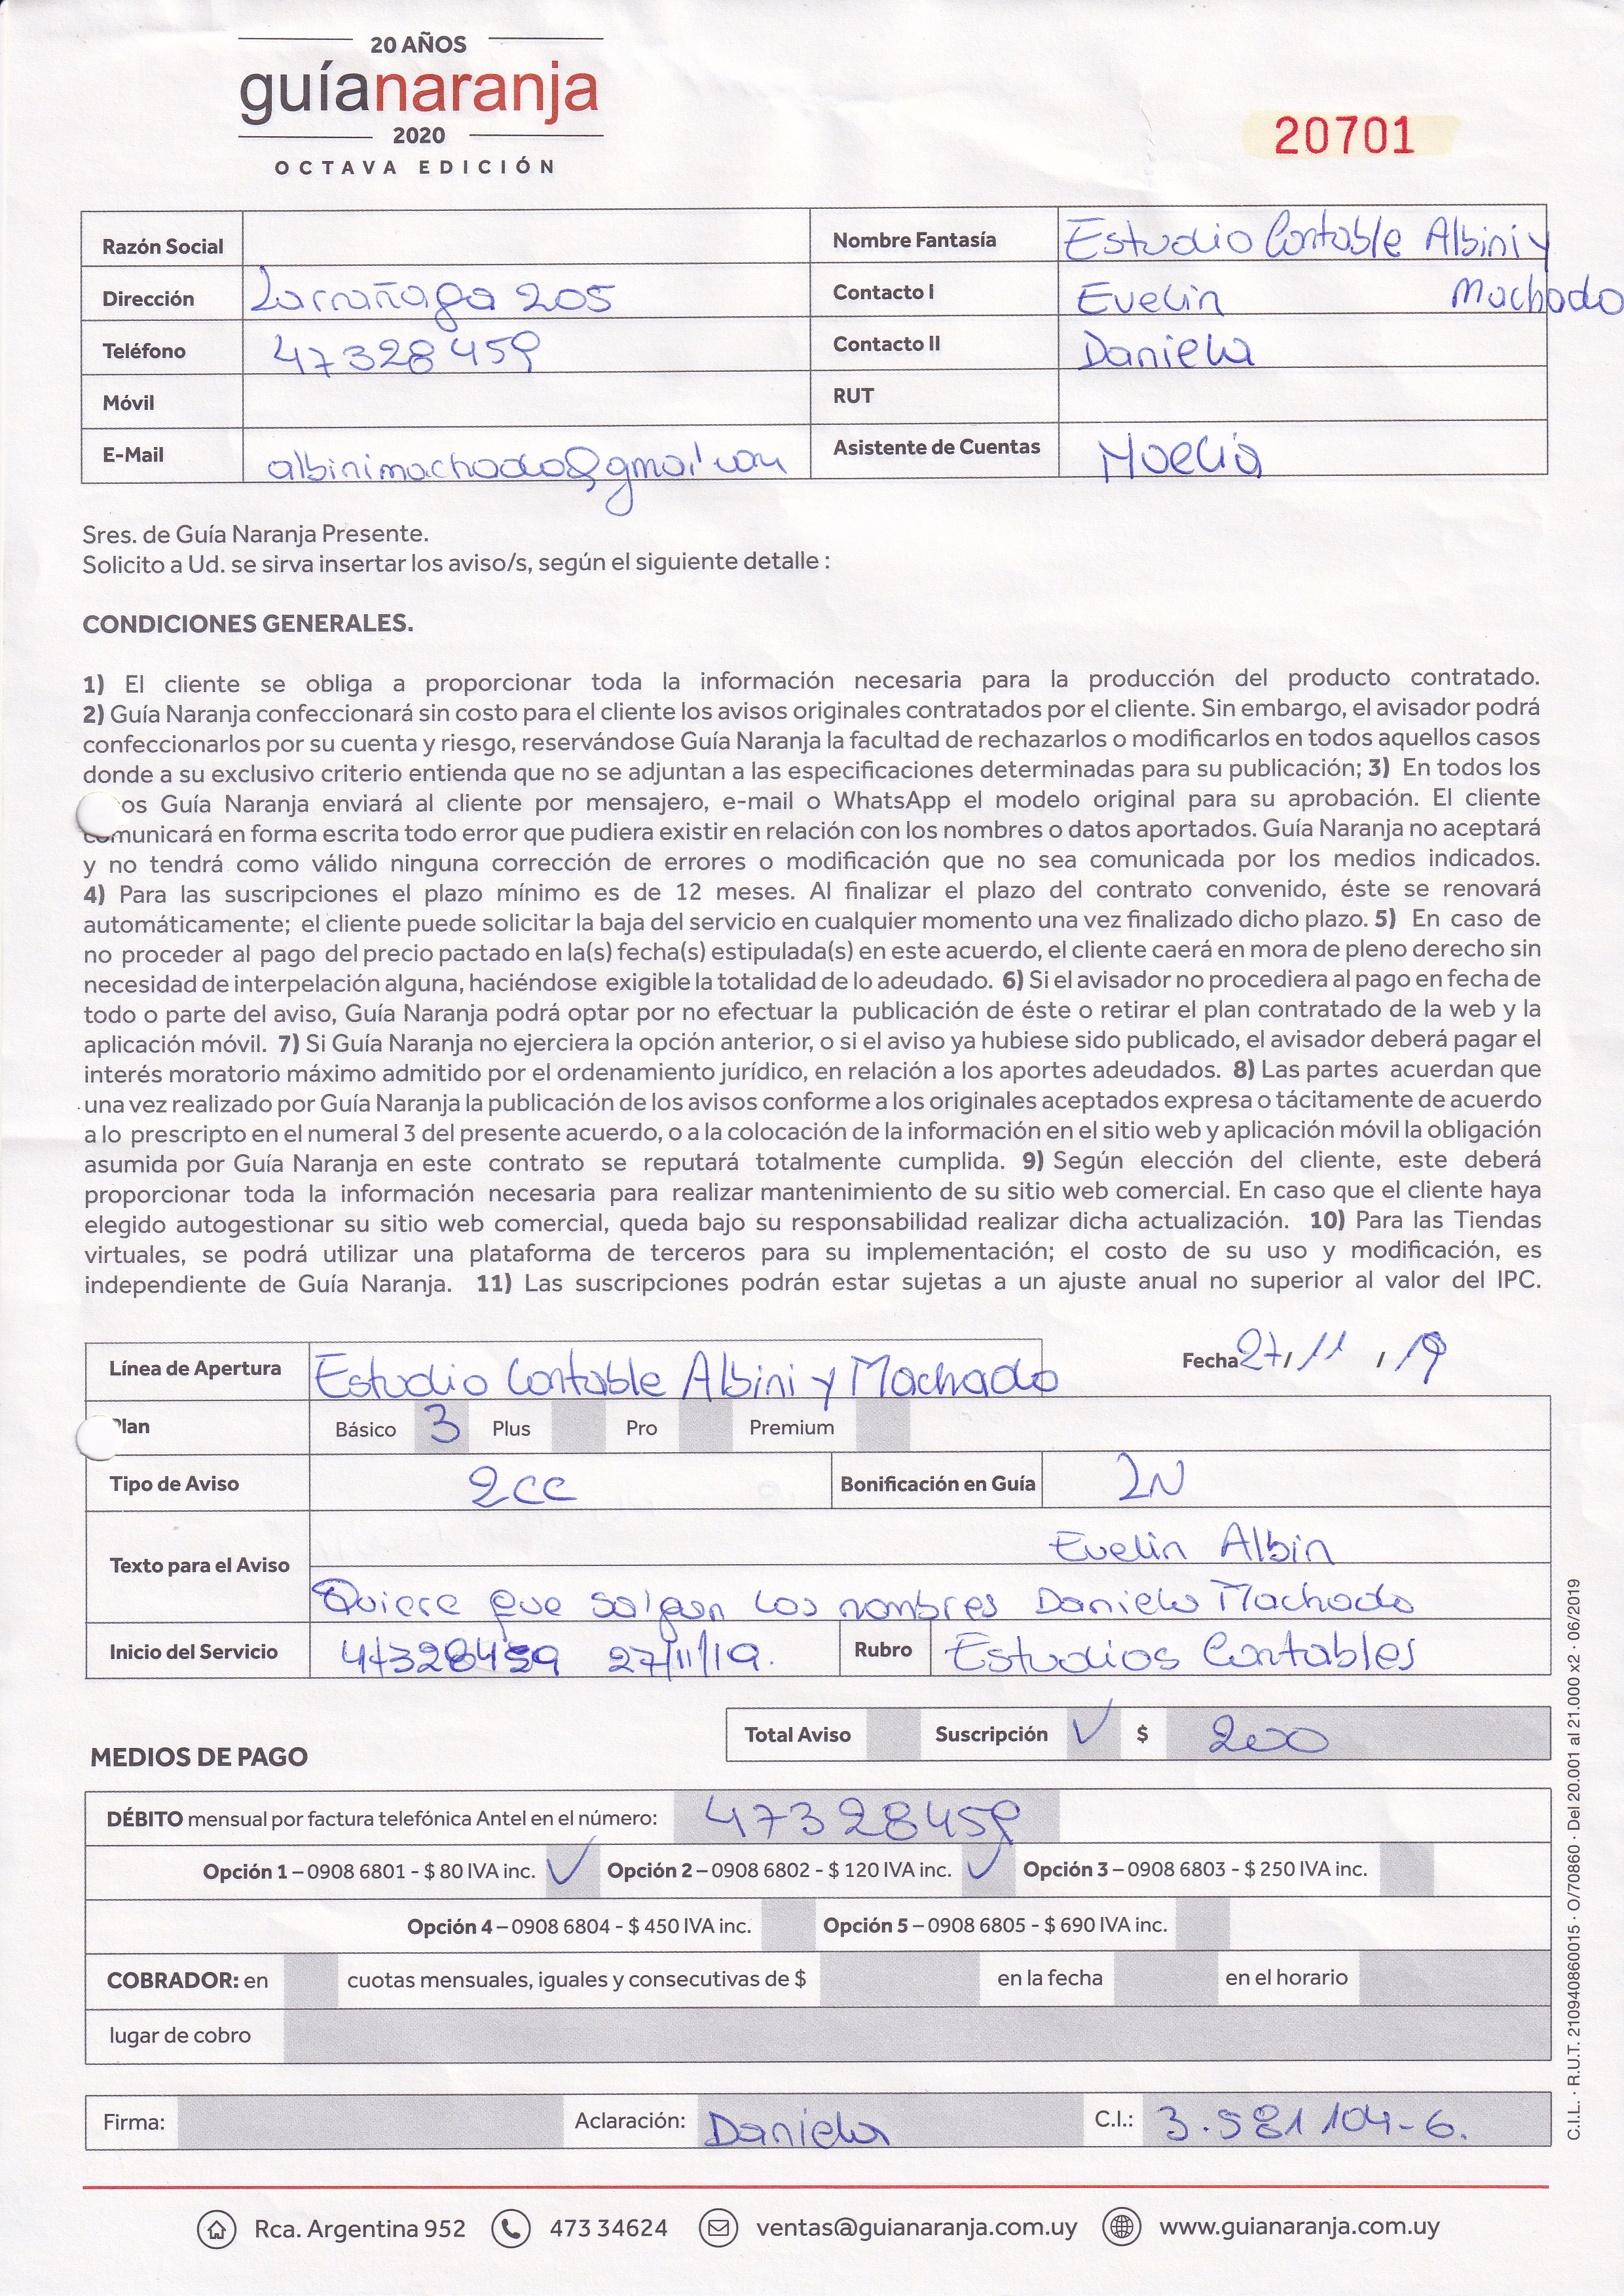 20 AÑOS
guíanaranja
2020
OCTAVA EDICIÓN
20701
Razón Social
Nombre Fantasía Estudio Contable Albini y
Machado
Dirección Larrañaga 205
Contacto I Evelin
Teléfono 47328459
Contacto II Daniela
Móvil
RUT
E-Mail
Asistente de Cuentas Noelia
Sres. de Guía Naranja Presente.
Solicito a Ud. se sirva insertar los aviso/s, según el siguiente detalle :
CONDICIONES GENERALES.
1) El cliente se obliga a proporcionar toda la información necesaria para la producción del producto contratado.
2) Guía Naranja confeccionará sin costo para el cliente los avisos originales contratados por el cliente. Sin embargo, el avisador podrá
confeccionarlos por su cuenta y riesgo, reservándose Guía Naranja la facultad de rechazarlos o modificarlos en todos aquellos casos
donde a su exclusivo criterio entienda que no se adjuntan a las especificaciones determinadas para su publicación; 3) En todos los
os Guía Naranja enviará al cliente por mensajero, e-mail o WhatsApp el modelo original para su aprobación. El cliente
comunicará en forma escrita todo error que pudiera existir en relación con los nombres o datos aportados. Guía Naranja no aceptará
y no tendrá como válido ninguna corrección de errores o modificación que no sea comunicada por los medios indicados.
4) Para las suscripciones el plazo mínimo es de 12 meses. Al finalizar el plazo del contrato convenido, éste se renovará
automáticamente; el cliente puede solicitar la baja del servicio en cualquier momento una vez finalizado dicho plazo. 5) En caso de
no proceder al pago del precio pactado en la(s) fecha(s) estipulada(s) en este acuerdo, el cliente caerá en mora de pleno derecho sin
necesidad de interpelación alguna, haciéndose exigible la totalidad de lo adeudado. 6) Si el avisador no procediera al pago en fecha de
todo o parte del aviso, Guía Naranja podrá optar por no efectuar la publicación de éste o retirar el plan contratado de la web y la
aplicación móvil. 7) Si Guía Naranja no ejerciera la opción anterior, o si el aviso ya hubiese sido publicado, el avisador deberá pagar el
interés moratorio máximo admitido por el ordenamiento jurídico, en relación a los aportes adeudados. 8) Las partes acuerdan que
una vez realizado por Guía Naranja la publicación de los avisos conforme a los originales aceptados expresa o tácitamente de acuerdo
a lo prescripto en el numeral 3 del presente acuerdo, o a la colocación de la información en el sitio web y aplicación móvil la obligación
asumida por Guía Naranja en este contrato se reputará totalmente cumplida. 9) Según elección del cliente, este deberá
proporcionar toda la información necesaria para realizar mantenimiento de su sitio web comercial. En caso que el cliente haya
elegido autogestionar su sitio web comercial, queda bajo su responsabilidad realizar dicha actualización. 10) Para las Tiendas
virtuales, se podrá utilizar una plataforma de terceros para su implementación; el costo de su uso y modificación, es
independiente de Guía Naranja. 11) Las suscripciones podrán estar sujetas a un ajuste anual no superior al valor del IPC.
Línea de Apertura Estudio Contable Albini y Machado
Fecha 27/ 11 / 19
Plan Básico 3 Plus Pro Premium
Tipo de Aviso 2cc Bonificación en Guía 2N
Texto para el Aviso
Evelin Albin
Quiere que salgan los nombres Daniela Machado
Inicio del Servicio 47328459 27/11/19. Rubro Estudios Contables
Total Aviso Suscripción ✓ $ 200
MEDIOS DE PAGO
DÉBITO mensual por factura telefónica Antel en el número: 47328459
Opción 1 – 0908 6801 - $ 80 IVA inc. ✓ Opción 2 – 0908 6802 - $ 120 IVA inc. ✓ Opción 3 – 0908 6803 - $ 250 IVA inc.
Opción 4 – 0908 6804 - $ 450 IVA inc. Opción 5 – 0908 6805 - $ 690 IVA inc.
COBRADOR: en cuotas mensuales, iguales y consecutivas de $ en la fecha en el horario
lugar de cobro
Firma: Aclaración: Daniela C.I.: 3.581104-6.
Rca. Argentina 952 473 34624 ventas@guianaranja.com.uy www.guianaranja.com.uy
C.I.L. · R.U.T. 210940860015 · O/70860 · Del 20.001 al 21.000 x2 · 06/2019